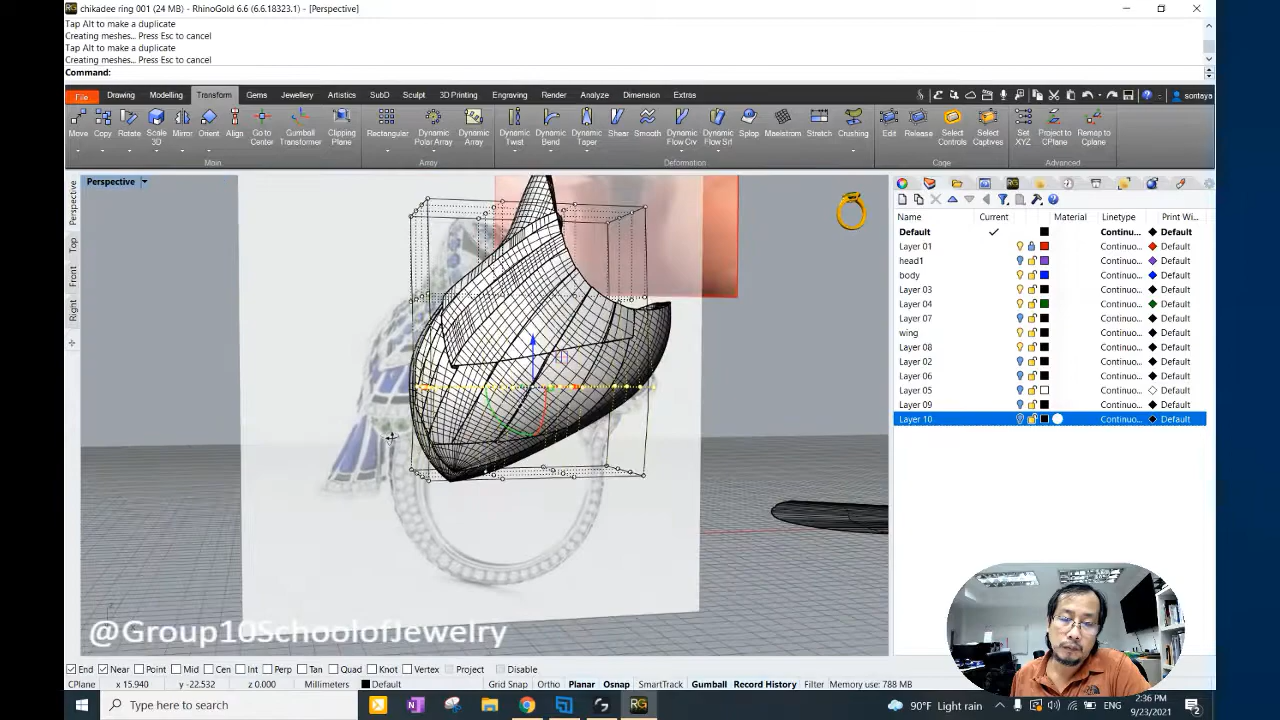 chikadee ring 001 (24 MB) - RhinoGold 6.6 (6.6.18323.1) - [Perspective]
Tap Alt to make a duplicate
Creating meshes... Press Esc to cancel
Tap Alt to make a duplicate
Creating meshes... Press Esc to cancel
Command:
File Drawing Modelling Transform Gems Jewellery Artistics SubD Sculpt 3D Printing Engraving Render Analyze Dimension Extras sontaya
Move Copy Rotate Scale 3D Mirror Orient Align Go to Center Gumball Transformer Clipping Plane Rectangular Dynamic Polar Array Dynamic Array Dynamic Twist Dynamic Bend Dynamic Taper Shear Smooth Dynamic Flow Crv Dynamic Flow Srf Splop Maelstrom Stretch Crushing Edit Release Select Controls Select Captives Set XYZ Project to CPlane Remap to CPlane
Main Array Deformation Cage Advanced
Perspective
Perspective
Top
Front
Right
Name Current Material Linetype Print Wi...
Default Continu... Default
Layer 01 Continuo... Default
head1 Continuo... Default
body Continuo... Default
Layer 03 Continuo... Default
Layer 04 Continuo... Default
Layer 07 Continuo... Default
wing Continuo... Default
Layer 08 Continuo... Default
Layer 02 Continuo... Default
Layer 06 Continuo... Default
Layer 05 Continuo... Default
Layer 09 Continuo... Default
Layer 10 Continuo... Default
@Group10SchoolofJewelry
End Near Point Mid Cen Int Perp Tan Quad Knot Vertex Project Disable
CPlane x 15.940 y -22.532 z 0.000 Millimeters Default Grid Snap Ortho Planar Osnap SmartTrack Gumball Record History Filter Memory use: 788 MB
Type here to search
90°F Light rain
ENG
2:36 PM
9/23/2021
2